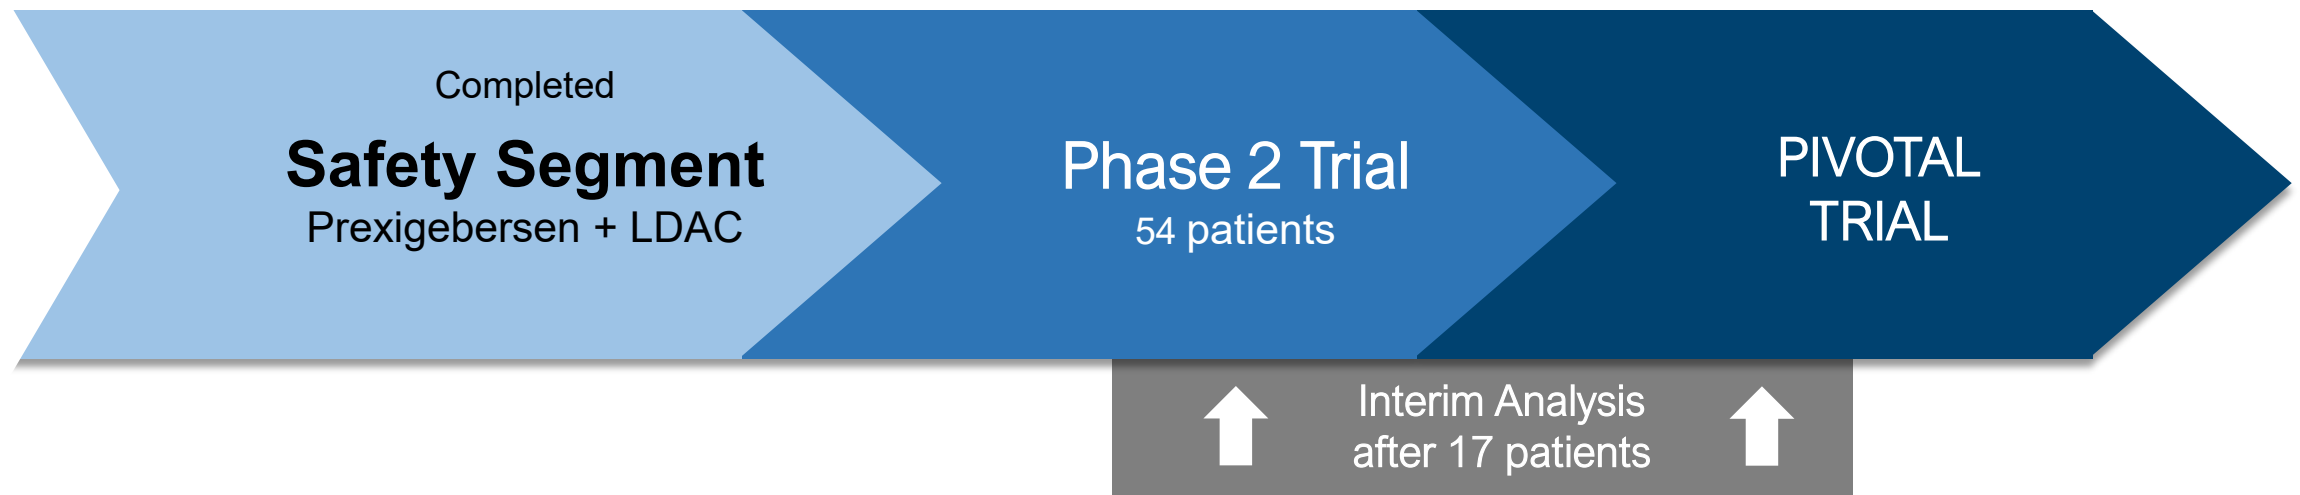 Completed
Safety Segment
Prexigebersen + LDAC
Phase 2 Trial
54 patients
PIVOTAL
TRIAL
Interim Analysis
after 17 patients